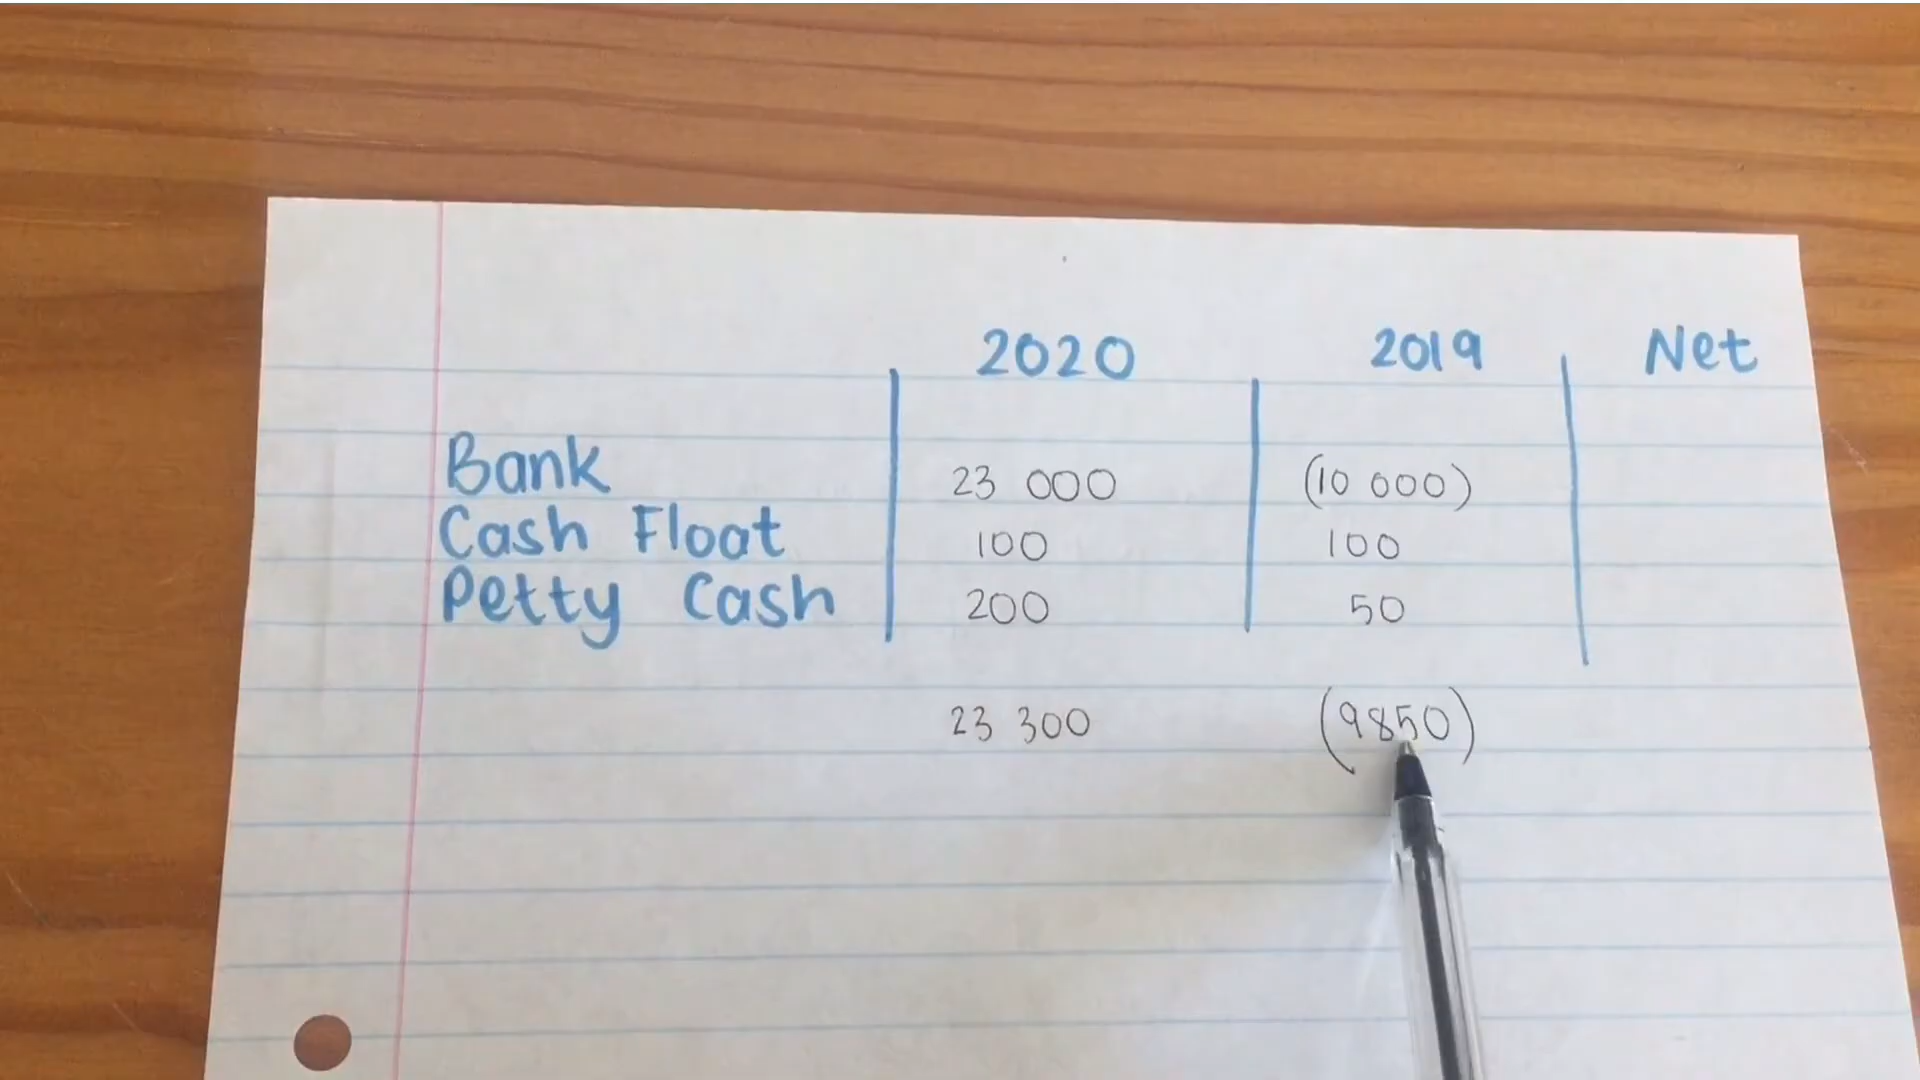 2020 2019 Net
Bank 23 000 (10 000)
Cash Float 100 100
Petty Cash 200 50
23 300 (9850)